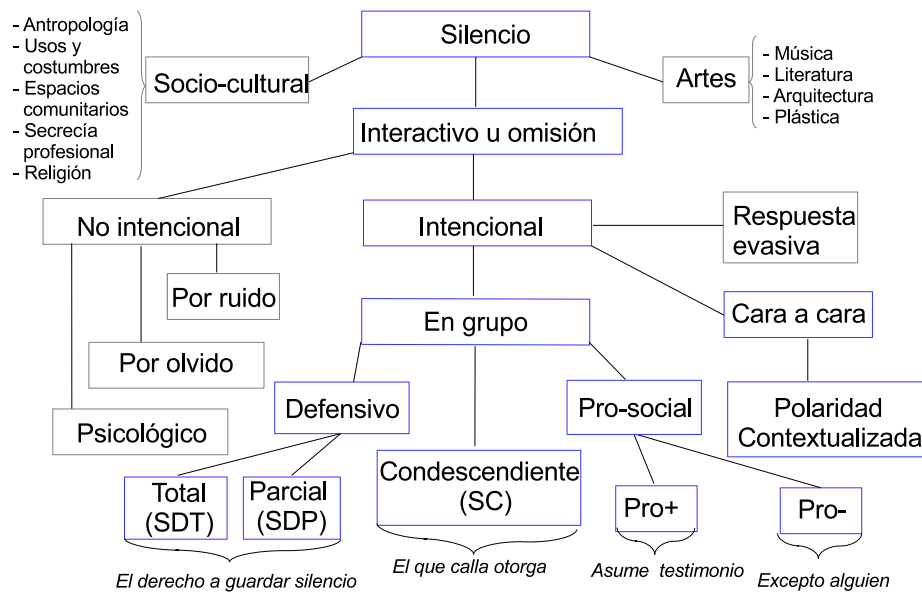 Silencio
- Antropología
- Usos y
costumbres
- Espacios
comunitarios
- Secrecía
profesional
- Religión
Socio-cultural
Artes
- Música
- Literatura
- Arquitectura
- Plástica
Interactivo u omisión
No intencional
Intencional
Respuesta
evasiva
Por ruido
Por olvido
Psicológico
En grupo
Cara a cara
Defensivo
Pro-social
Polaridad
Contextualizada
Total
(SDT)
Parcial
(SDP)
Condescendiente
(SC)
Pro+
Pro-
El derecho a guardar silencio
El que calla otorga
Asume testimonio
Excepto alguien